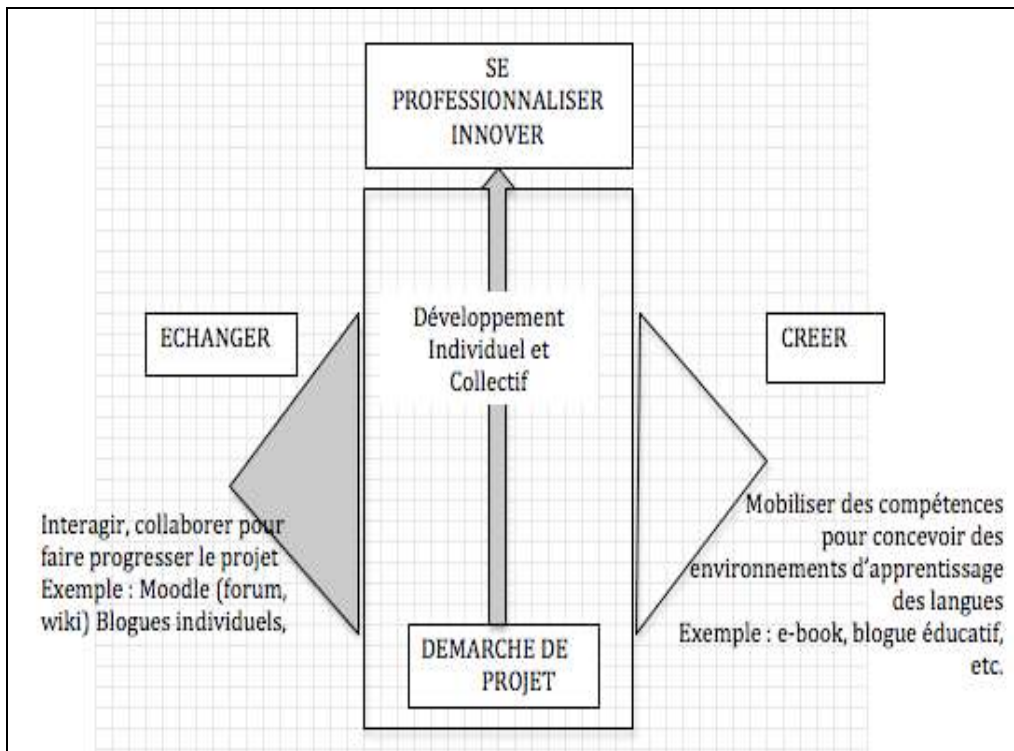 SE
PROFESSIONNALISER
INNOVER
Développement
Individuel et
Collectif
ECHANGER
CREER
Interagir, collaborer pour
faire progresser le projet
Exemple : Moodle (forum,
wiki) Blogues individuels,
Mobiliser des compétences
pour concevoir des
environnements d'apprentissage
des langues
Exemple : e-book, blogue éducatif,
etc.
DEMARCHE DE
PROJET